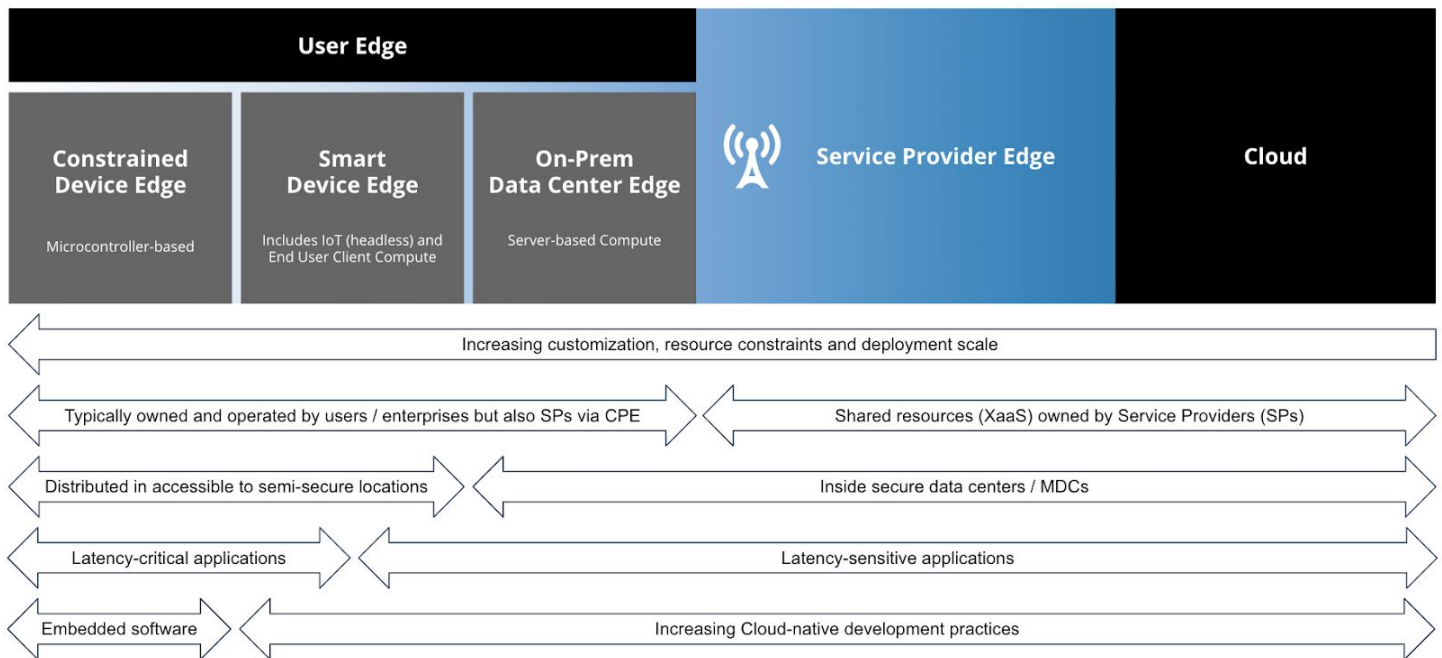 User Edge
Constrained
Device Edge
Microcontroller-based
Smart
Device Edge
Includes IoT (headless) and
End User Client Compute
On-Prem
Data Center Edge
Server-based Compute
Service Provider Edge
Cloud
Increasing customization, resource constraints and deployment scale
Typically owned and operated by users / enterprises but also SPs via CPE
Shared resources (XaaS) owned by Service Providers (SPs)
Distributed in accessible to semi-secure locations
Inside secure data centers / MDCs
Latency-critical applications
Latency-sensitive applications
Embedded software
Increasing Cloud-native development practices